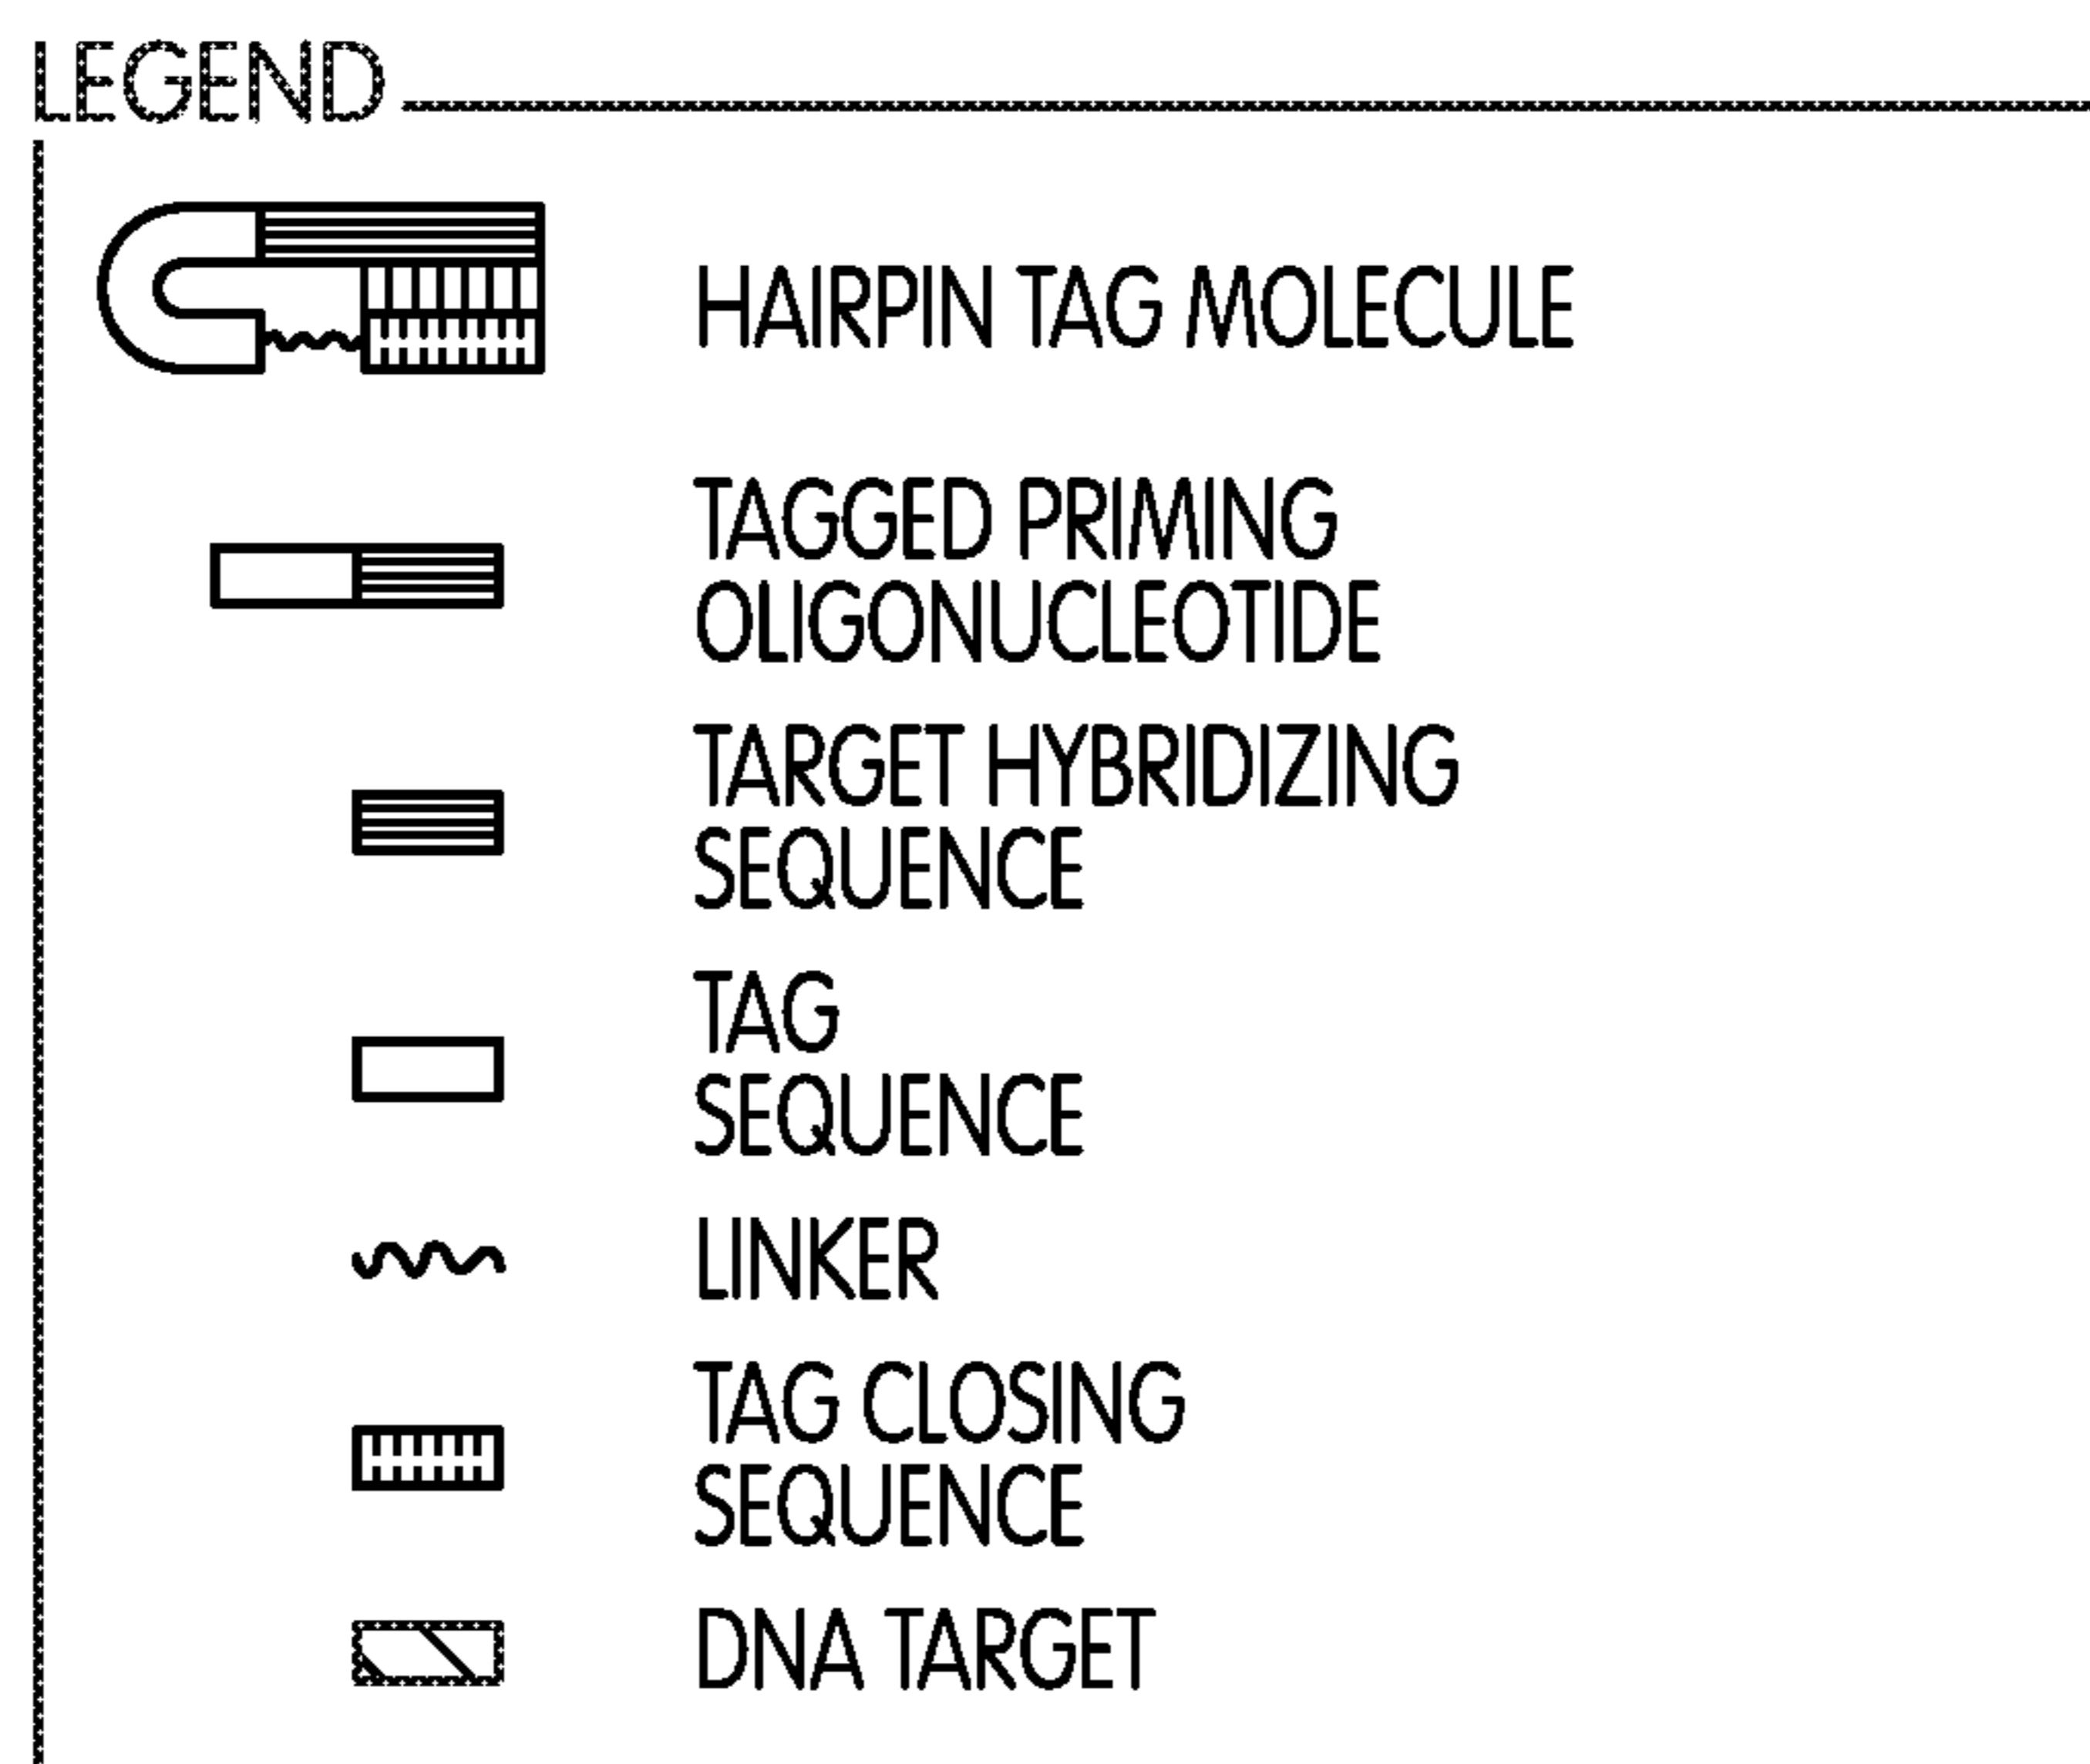 LEGEND
HAIRPIN TAG MOLECULE
TAGGED PRIMING
OLIGONUCLEOTIDE
TARGET HYBRIDIZING
SEQUENCE
TAG
SEQUENCE
LINKER
TAG CLOSING
SEQUENCE
DNA TARGET